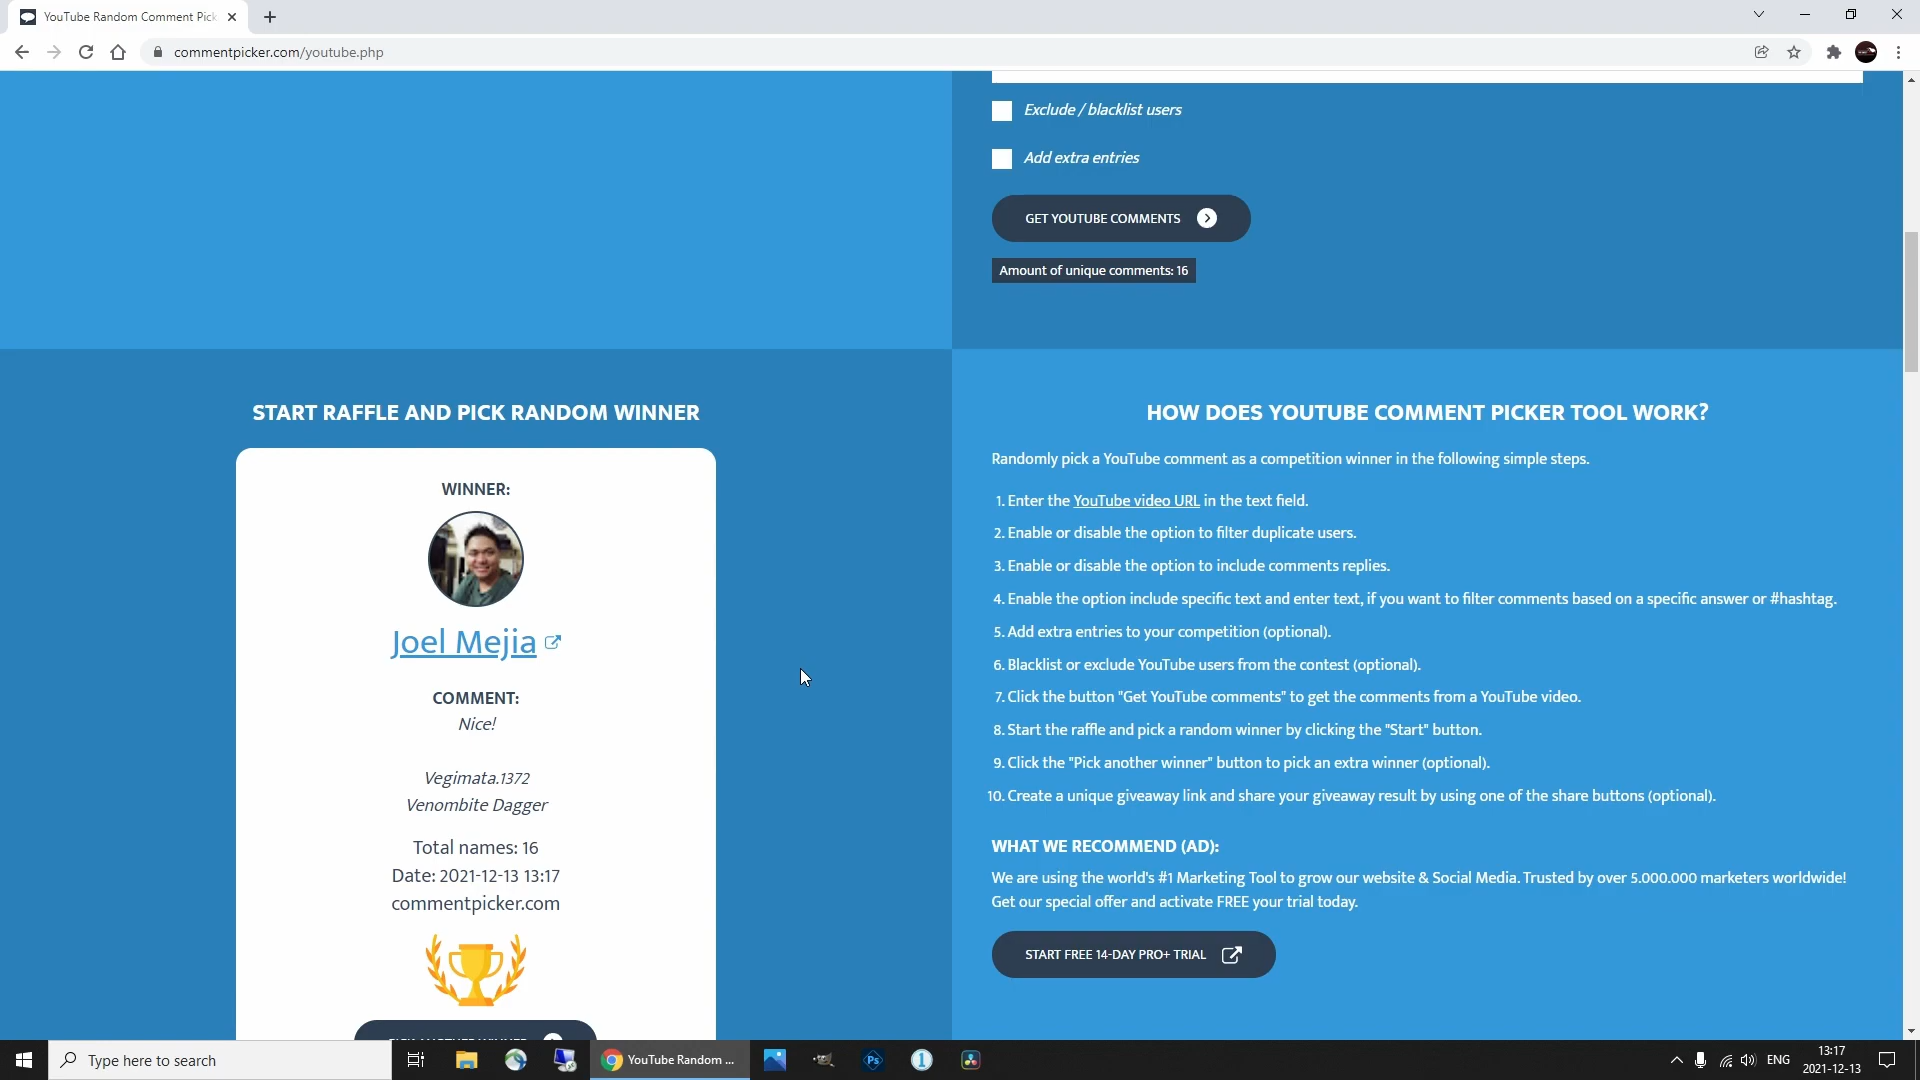 YouTube Random Comment Pick
commentpicker.com/youtube.php
Exclude / blacklist users
Add extra entries
GET YOUTUBE COMMENTS
Amount of unique comments: 16
START RAFFLE AND PICK RANDOM WINNER
WINNER:
Joel Mejia
COMMENT:
Nice!
Vegimata.1372
Venombite Dagger
Total names: 16
Date: 2021-12-13 13:17
commentpicker.com
HOW DOES YOUTUBE COMMENT PICKER TOOL WORK?
Randomly pick a YouTube comment as a competition winner in the following simple steps.
1. Enter the YouTube video URL in the text field.
2. Enable or disable the option to filter duplicate users.
3. Enable or disable the option to include comments replies.
4. Enable the option include specific text and enter text, if you want to filter comments based on a specific answer or #hashtag.
5. Add extra entries to your competition (optional).
6. Blacklist or exclude YouTube users from the contest (optional).
7. Click the button "Get YouTube comments" to get the comments from a YouTube video.
8. Start the raffle and pick a random winner by clicking the "Start" button.
9. Click the "Pick another winner" button to pick an extra winner (optional).
10. Create a unique giveaway link and share your giveaway result by using one of the share buttons (optional).
WHAT WE RECOMMEND (AD):
We are using the world's #1 Marketing Tool to grow our website & Social Media. Trusted by over 5.000.000 marketers worldwide!
Get our special offer and activate FREE your trial today.
START FREE 14-DAY PRO+ TRIAL
Type here to search
YouTube Random ...
Ps
1
ENG
13:17
2021-12-13